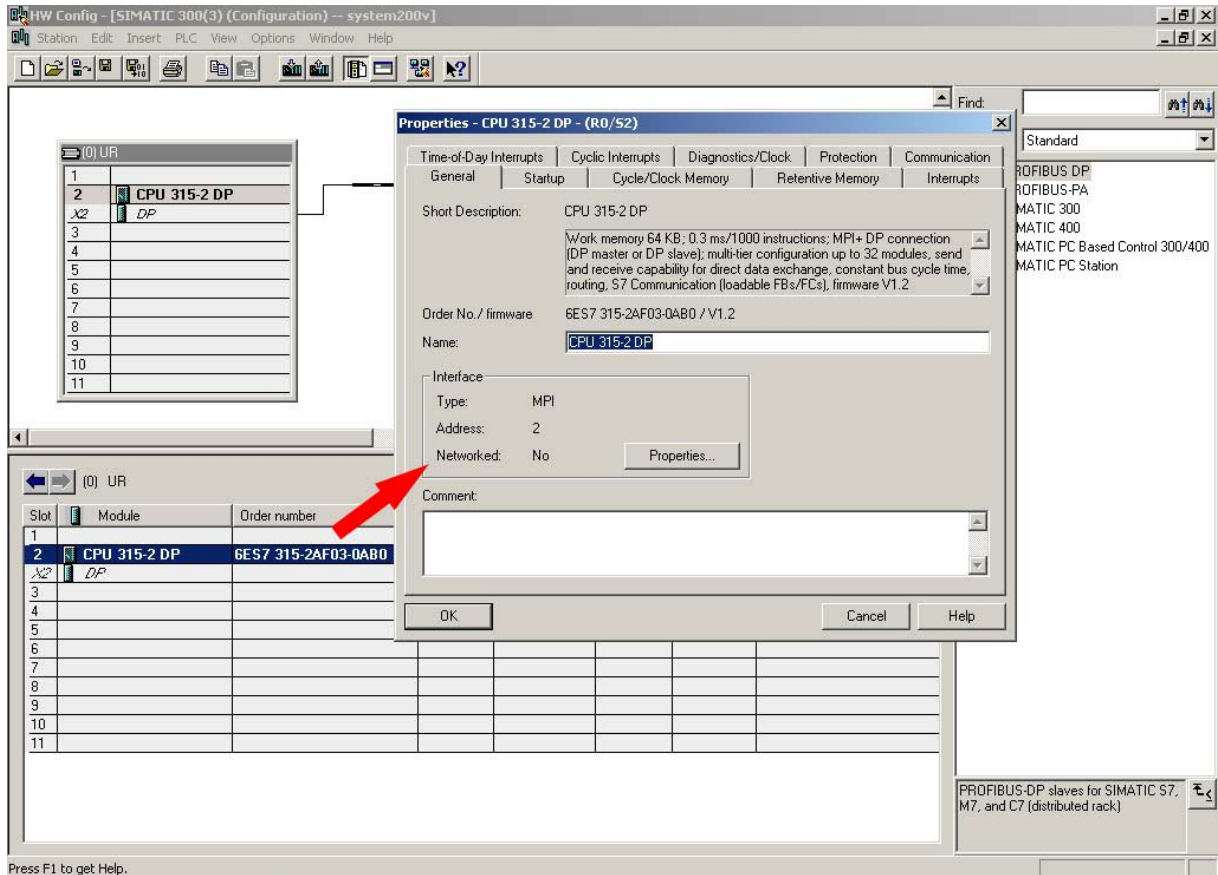 HW Config - [SIMATIC 300(3) (Configuration) -- system200v]
Station Edit Insert PLC View Options Window Help
Find:
Standard
ROFIBUS DP
ROFIBUS-PA
MATIC 300
MATIC 400
MATIC PC Based Control 300/400
MATIC PC Station
(0) UR
1
2 CPU 315-2 DP
X2 DP
3
4
5
6
7
8
9
10
11
Properties - CPU 315-2 DP - (R0/S2)
Time-of-Day Interrupts Cyclic Interrupts Diagnostics/Clock Protection Communication
General Startup Cycle/Clock Memory Retentive Memory Interrupts
Short Description: CPU 315-2 DP
Work memory 64 KB; 0.3 ms/1000 instructions; MPI+ DP connection
(DP master or DP slave); multi-tier configuration up to 32 modules, send
and receive capability for direct data exchange, constant bus cycle time,
routing, S7 Communication (loadable FBs/FCs), firmware V1.2
Order No./ firmware 6ES7 315-2AF03-0AB0 / V1.2
Name: CPU 315-2 DP
Interface
Type: MPI
Address: 2
Networked: No Properties...
Comment:
OK Cancel Help
(0) UR
Slot Module Order number
1
2 CPU 315-2 DP 6ES7 315-2AF03-0AB0
X2 DP
3
4
5
6
7
8
9
10
11
PROFIBUS-DP slaves for SIMATIC S7,
M7, and C7 (distributed rack)
Press F1 to get Help.